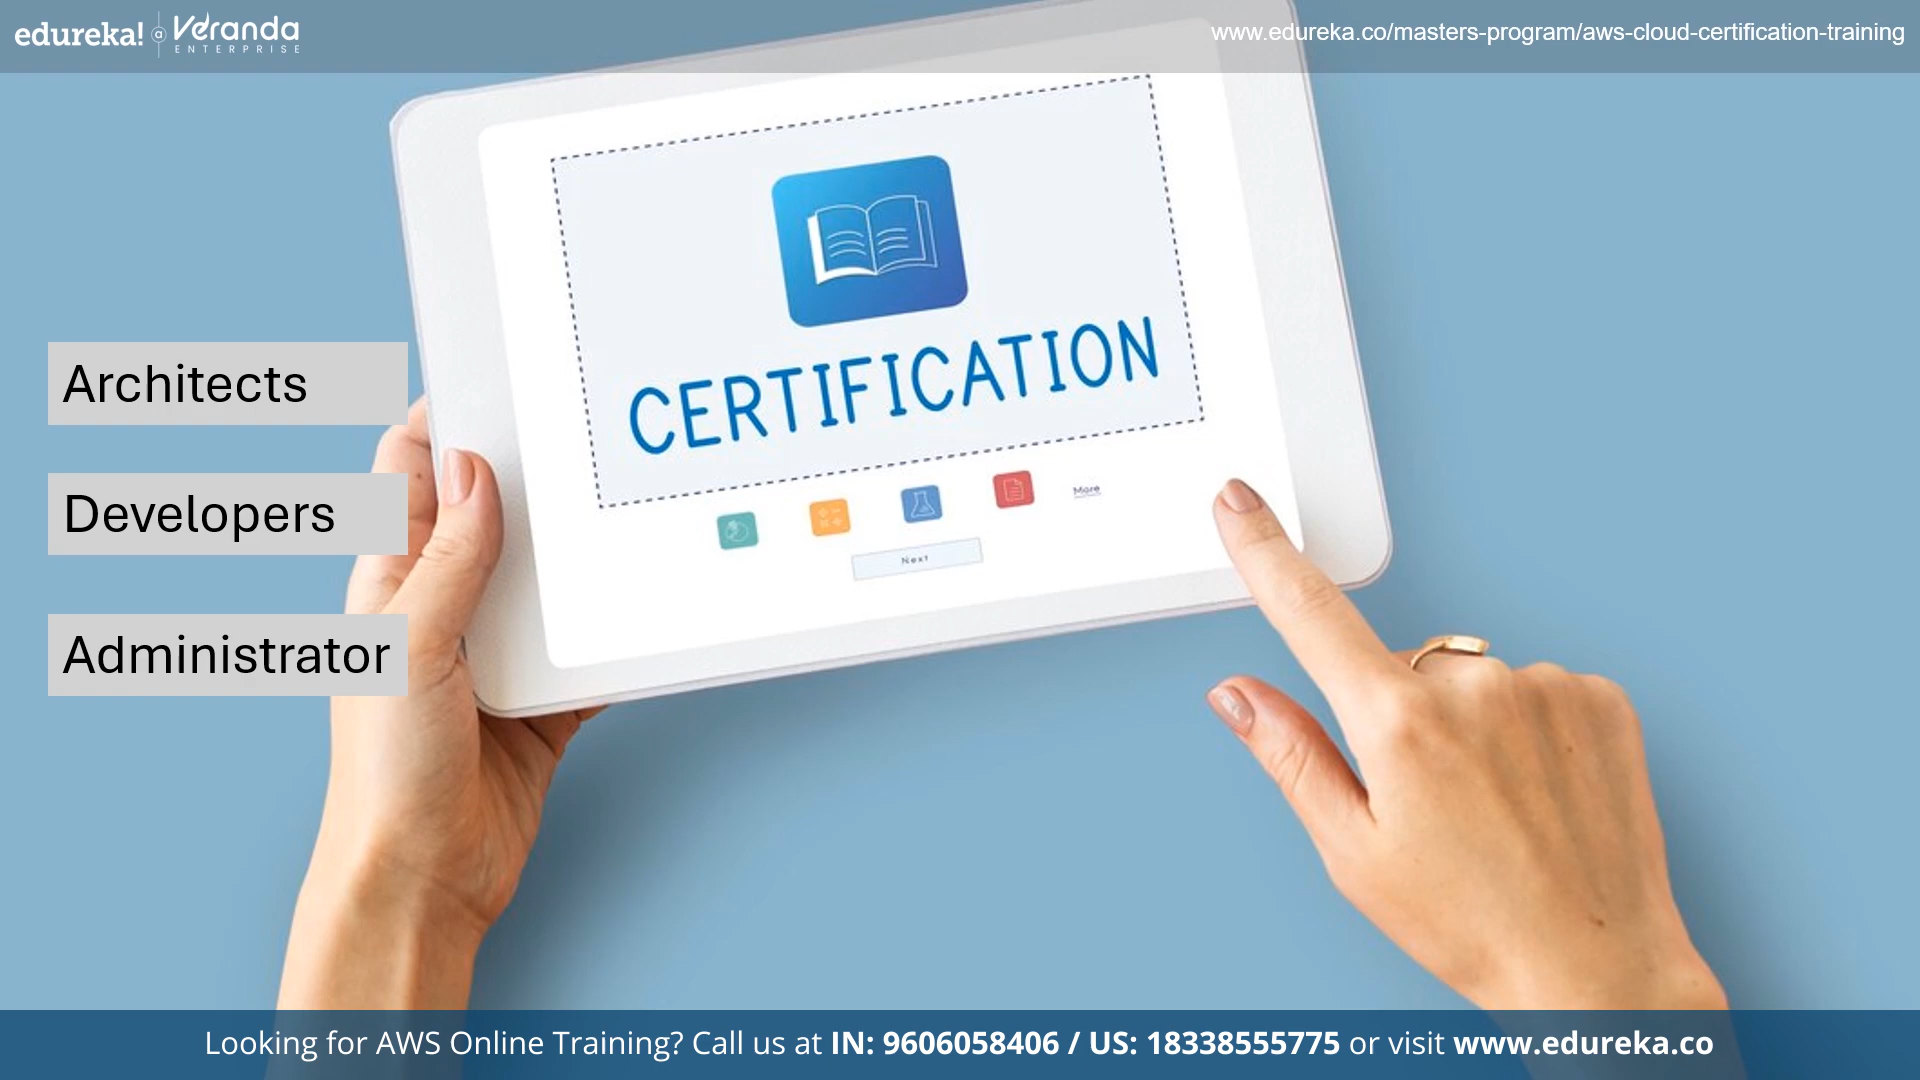 edureka! a Veranda
ENTERPRISE
www.edureka.co/masters-program/aws-cloud-certification-training
CERTIFICATION
More
Next
Architects
Developers
Administrator
Looking for AWS Online Training? Call us at IN: 9606058406 / US: 18338555775 or visit www.edureka.co